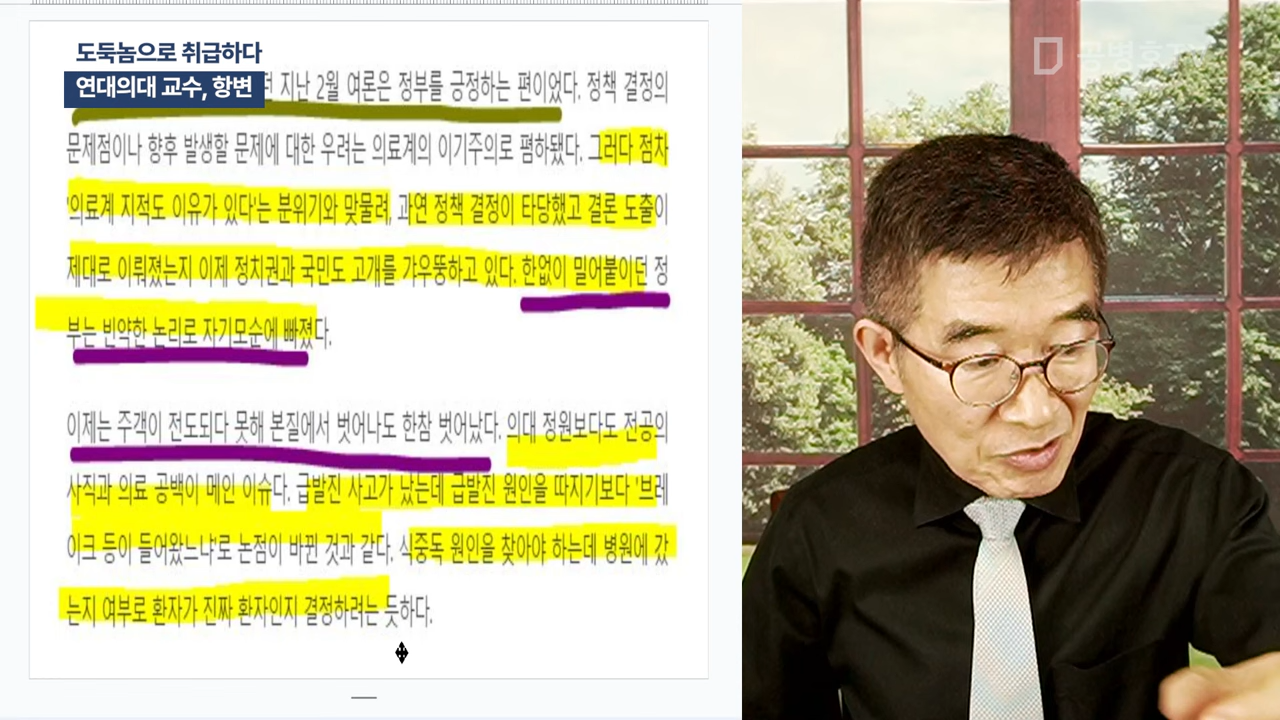 도둑놈으로 취급하다
연대의대 교수, 항변
지난 2월 여론은 정부를 긍정하는 편이었다. 정책 결정의
문제점이나 향후 발생할 문제에 대한 우려는 의료계의 이기주의로 폄하됐다. 그러다 점차
'의료계 지적도 이유가 있다'는 분위기와 맞물려, 과연 정책 결정이 타당했고 결론 도출이
제대로 이뤄졌는지 이제 정치권과 국민도 고개를 갸우뚱하고 있다. 한없이 밀어붙이던 정
부는 빈약한 논리로 자기모순에 빠졌다.
이제는 주객이 전도되다 못해 본질에서 벗어나도 한참 벗어났다. 의대 정원보다도 전공의
사직과 의료 공백이 메인 이슈다. 급발진 사고가 났는데 급발진 원인을 따지기보다 '브레
이크 등이 들어왔느냐'로 논점이 바뀐 것과 같다. 식중독 원인을 찾아야 하는데 병원에 갔
는지 여부로 환자가 진짜 환자인지 결정하려는 듯하다.